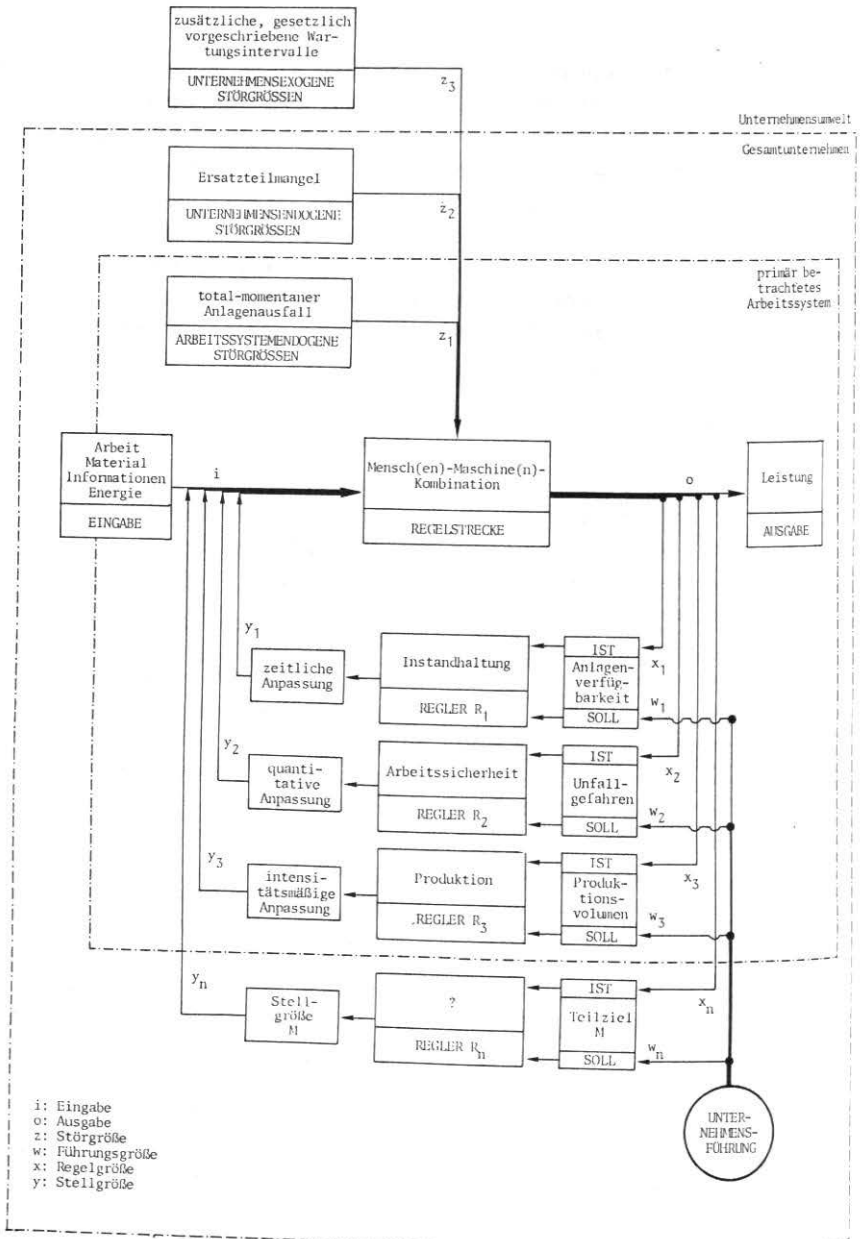 zusätzliche, gesetzlich
vorgeschriebene War-
tungsintervalle
UNTERNEHMENSEXOGENE
STÖRGRÖSSEN
z3
Unternehmensumwelt
Gesamtunternehmen
Ersatzteilmangel
UNTERNEHMENSENDOGENE
STÖRGRÖSSEN
z2
primär be-
trachtetes
Arbeitssystem
total-momentaner
Anlagenausfall
ARBEITSSYSTEMENDOGENE
STÖRGRÖSSEN
z1
Arbeit
Material
Informationen
Energie
EINGABE
i
Mensch(en)-Maschine(n)-
Kombination
REGELSTRECKE
o
Leistung
AUSGABE
y1
zeitliche
Anpassung
Instandhaltung
REGLER R1
IST
Anlagen-
verfüg-
barkeit
SOLL
x1
w1
y2
quanti-
tative
Anpassung
Arbeitssicherheit
REGLER R2
IST
Unfall-
gefahren
SOLL
x2
w2
y3
intensi-
tätsmäßige
Anpassung
Produktion
REGLER R3
IST
Produk-
tions-
volumen
SOLL
x3
w3
yn
Stell-
größe
M
?
REGLER Rn
IST
Teilziel
M
SOLL
xn
wn
UNTER-
NEHMENS-
FÜHRUNG
i: Eingabe
o: Ausgabe
z: Störgröße
w: Führungsgröße
x: Regelgröße
y: Stellgröße